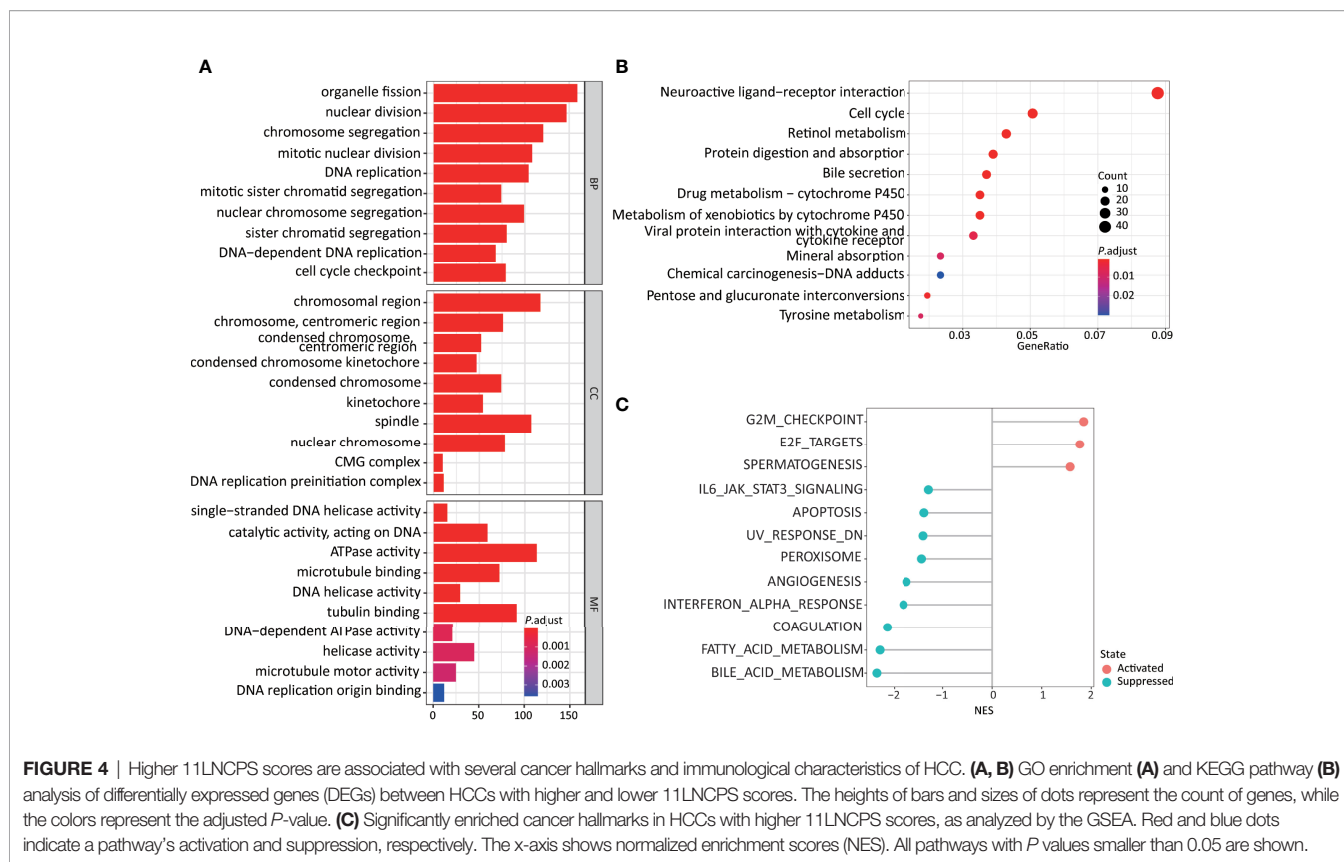 A
organelle fission
nuclear division
chromosome segregation
mitotic nuclear division
DNA replication
mitotic sister chromatid segregation
nuclear chromosome segregation
sister chromatid segregation
DNA−dependent DNA replication
cell cycle checkpoint
BP
chromosomal region
chromosome, centromeric region
condensed chromosome,
centromeric region
condensed chromosome kinetochore
condensed chromosome
kinetochore
spindle
nuclear chromosome
CMG complex
DNA replication preinitiation complex
CC
single-stranded DNA helicase activity
catalytic activity, acting on DNA
ATPase activity
microtubule binding
DNA helicase activity
tubulin binding
DNA-dependent ATPase activity
helicase activity
microtubule motor activity
DNA replication origin binding
MF
P.adjust
0.001
0.002
0.003
0 50 100 150
B
Neuroactive ligand−receptor interaction
Cell cycle
Retinol metabolism
Protein digestion and absorption
Bile secretion
Drug metabolism − cytochrome P450
Metabolism of xenobiotics by cytochrome P450
Viral protein interaction with cytokine and
cytokine receptor
Mineral absorption
Chemical carcinogenesis−DNA adducts
Pentose and glucuronate interconversions
Tyrosine metabolism
Count
10
20
30
40
P.adjust
0.01
0.02
0.03 0.05 0.07 0.09
GeneRatio
C
G2M_CHECKPOINT
E2F_TARGETS
SPERMATOGENESIS
IL6_JAK_STAT3_SIGNALING
APOPTOSIS
UV_RESPONSE_DN
PEROXISOME
ANGIOGENESIS
INTERFERON_ALPHA_RESPONSE
COAGULATION
FATTY_ACID_METABOLISM
BILE_ACID_METABOLISM
State
Activated
Suppressed
−2 −1 0 1 2
NES
FIGURE 4 | Higher 11LNCPS scores are associated with several cancer hallmarks and immunological characteristics of HCC. (A, B) GO enrichment (A) and KEGG pathway (B)
analysis of differentially expressed genes (DEGs) between HCCs with higher and lower 11LNCPS scores. The heights of bars and sizes of dots represent the count of genes, while
the colors represent the adjusted P-value. (C) Significantly enriched cancer hallmarks in HCCs with higher 11LNCPS scores, as analyzed by the GSEA. Red and blue dots
indicate a pathway's activation and suppression, respectively. The x-axis shows normalized enrichment scores (NES). All pathways with P values smaller than 0.05 are shown.